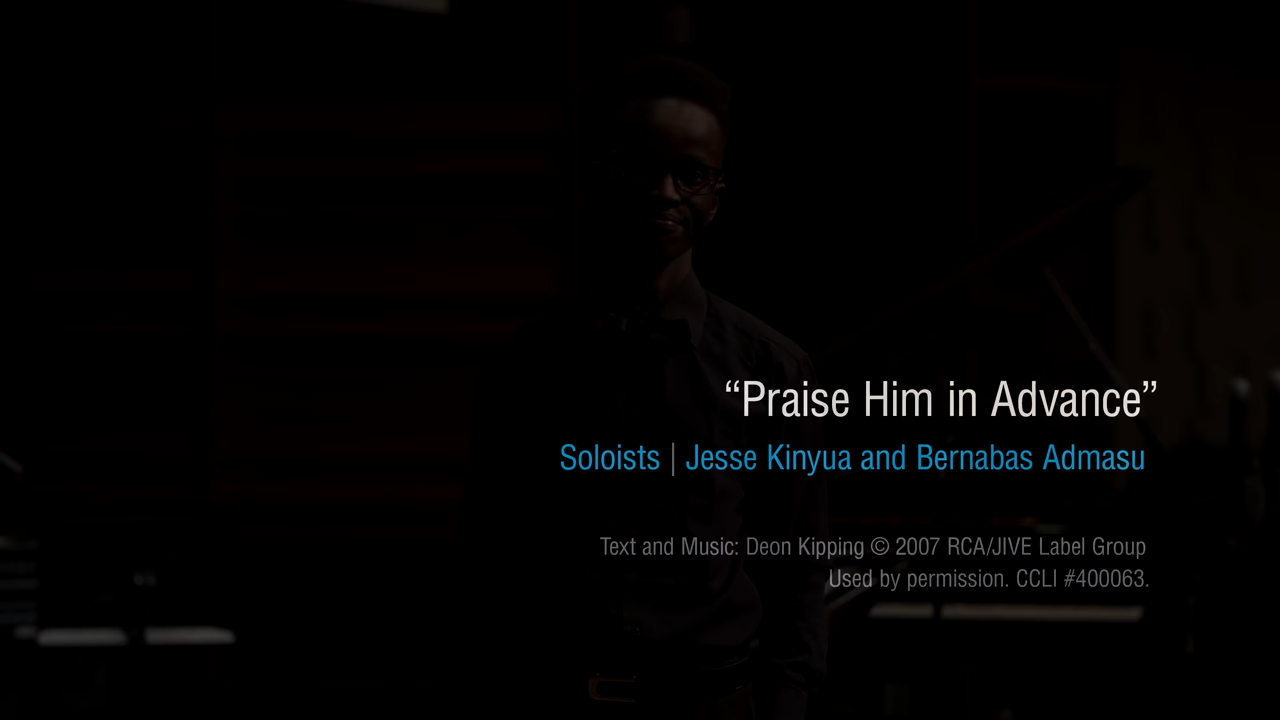 “Praise Him in Advance”
Soloists | Jesse Kinyua and Bernabas Admasu
Text and Music: Deon Kipping © 2007 RCA/JIVE Label Group
Used by permission. CCLI #400063.